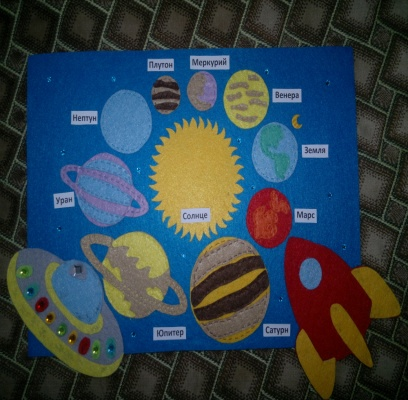 Плутон
Меркурий
Венера
Нептун
Земля
Уран
Солнце
Марс
Юпитер
Сатурн